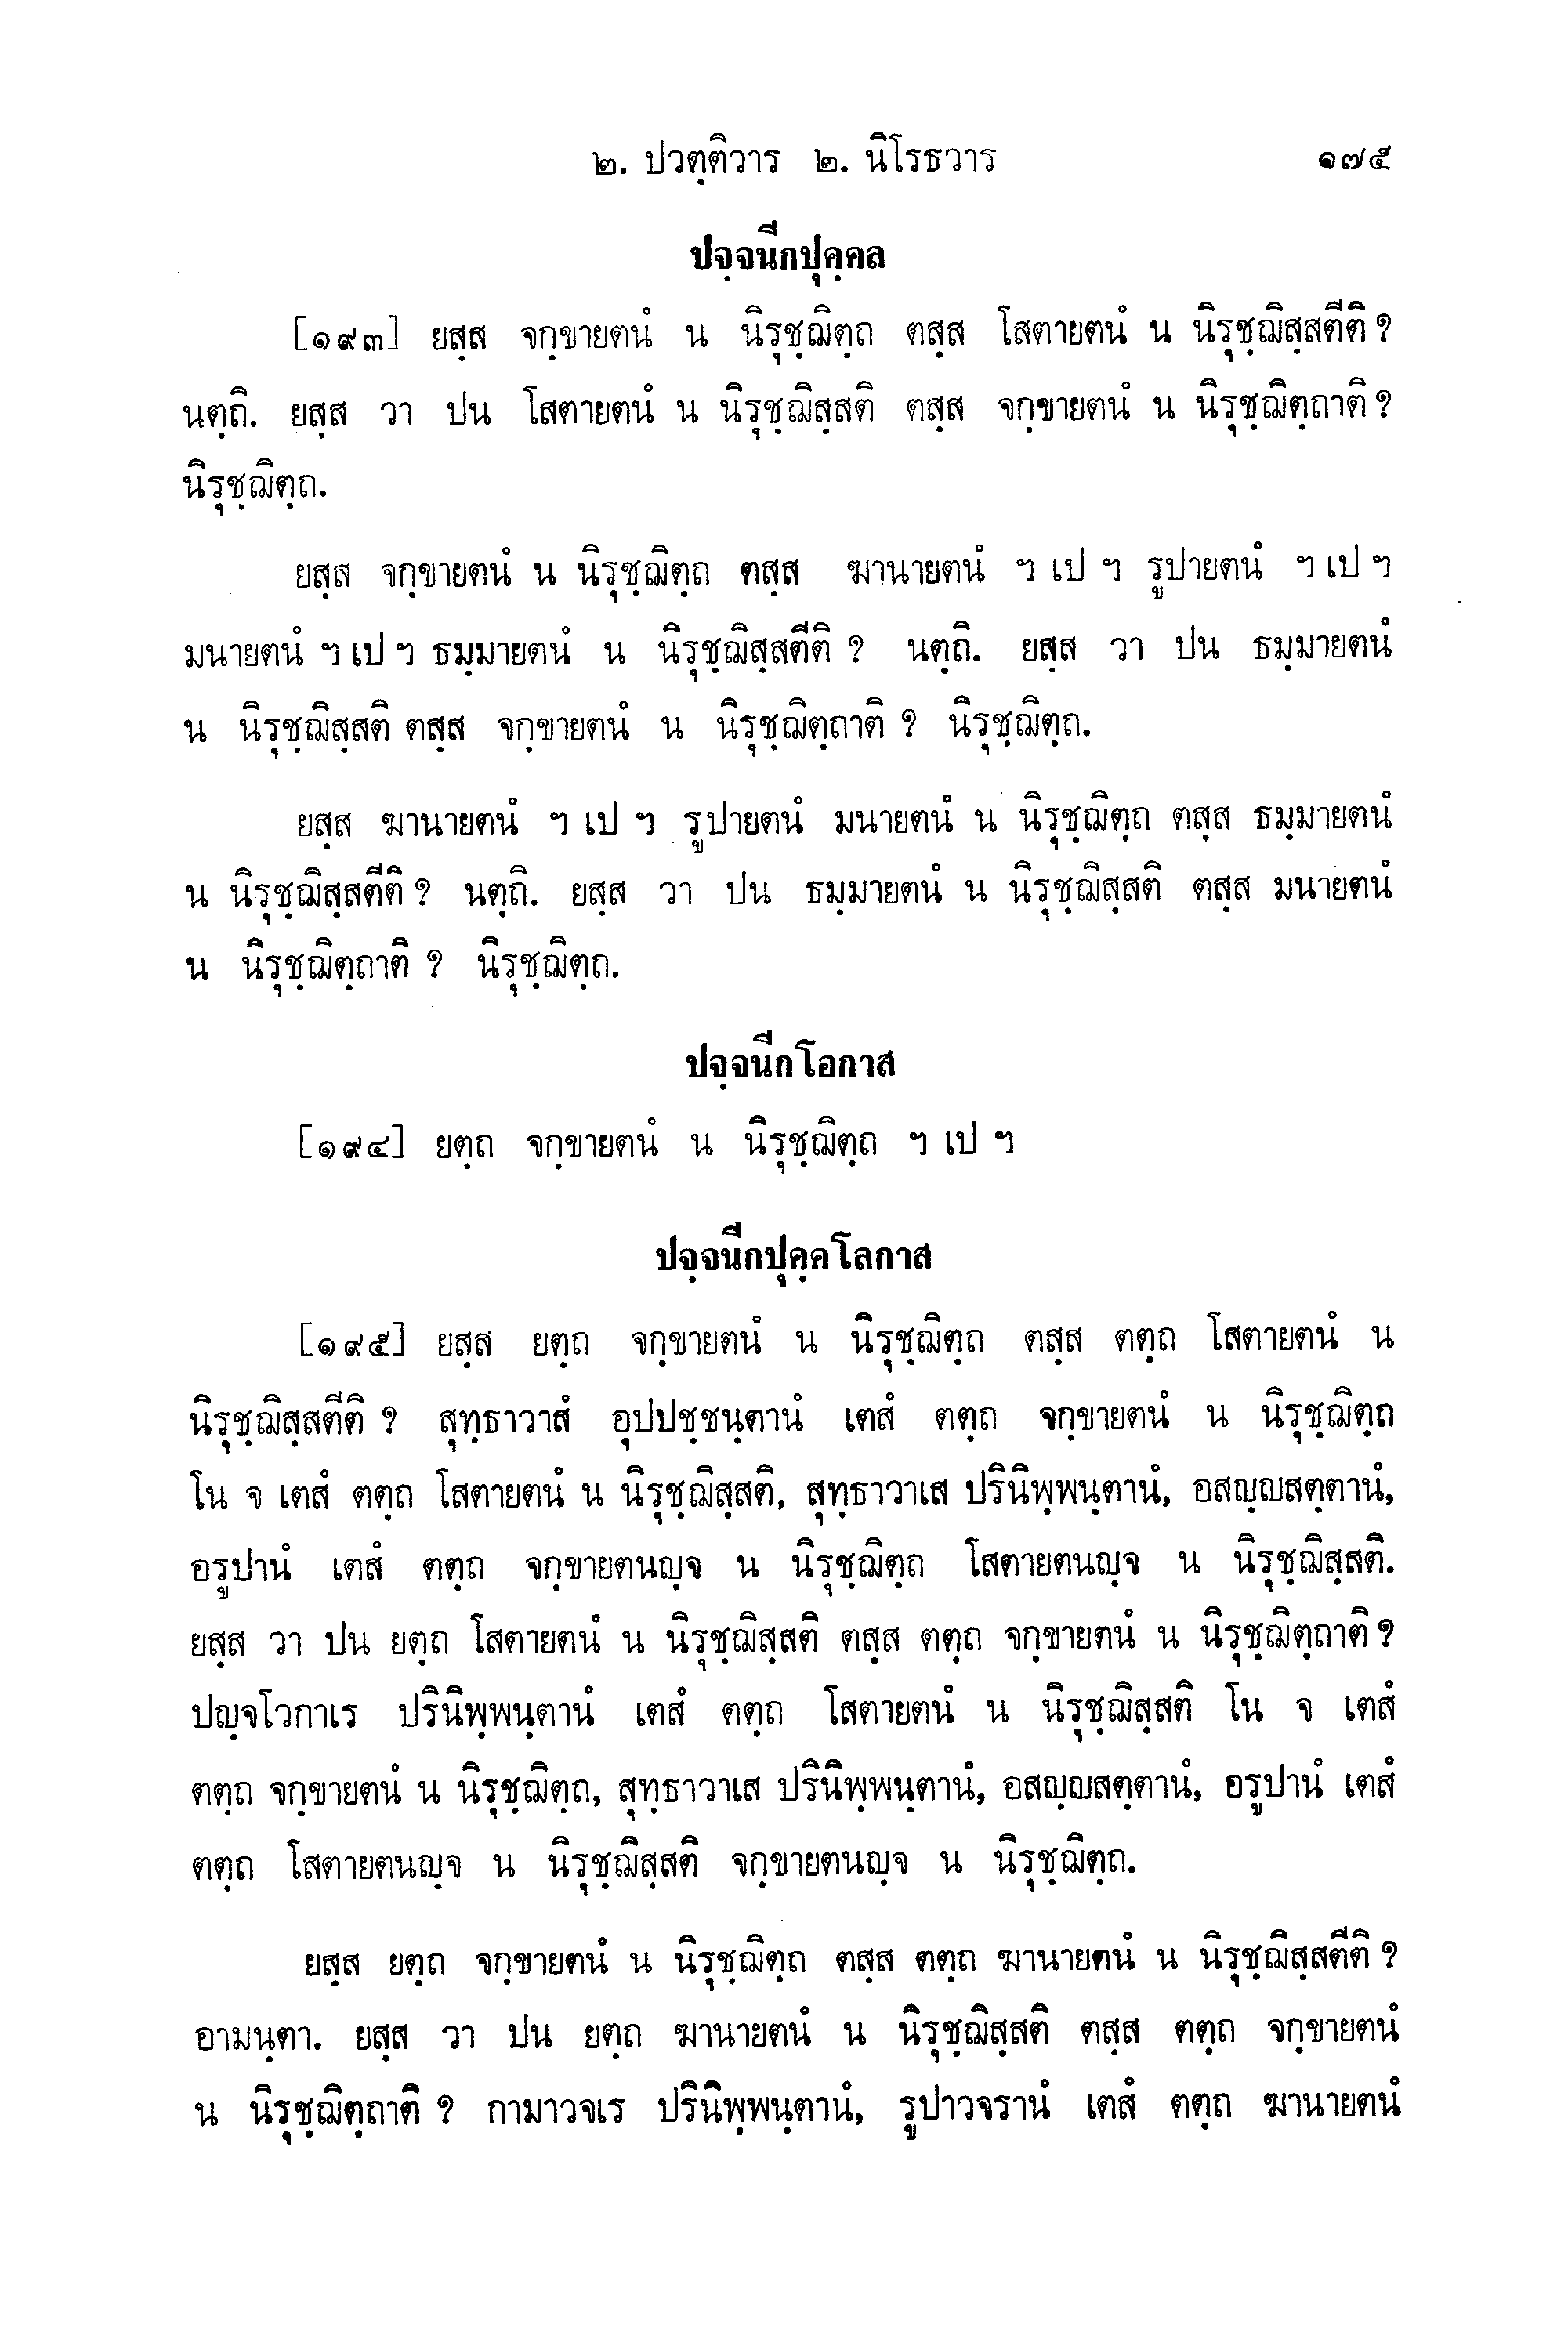 ๒. ปวตฺติวาร ๒. นิโรธวาร ๑๗๕
ปจฺจนีกปุคฺคล
[๑๙๓] ยสฺส จกฺขายตนํ น นิรุชฺฌิตฺถ ตสฺส โสตายตนํ น นิรุชฺฌิสฺสตีติ ?
นตฺถิ. ยสฺส วา ปน โสตายตนํ น นิรุชฺฌิสฺสติ ตสฺส จกฺขายตนํ น นิรุชฺฌิตฺถาติ ?
นิรุชฺฌิตฺถ.
ยสฺส จกฺขายตนํ น นิรุชฺฌิตฺถ ตสฺส ฆานายตนํ ฯ เป ฯ รูปายตนํ ฯ เป ฯ
มนายตนํ ฯ เป ฯ ธมฺมายตนํ น นิรุชฺฌิสฺสตีติ ? นตฺถิ. ยสฺส วา ปน ธมฺมายตนํ
น นิรุชฺฌิสฺสติ ตสฺส จกฺขายตนํ น นิรุชฺฌิตฺถาติ ? นิรุชฺฌิตฺถ.
ยสฺส ฆานายตนํ ฯ เป ฯ รูปายตนํ มนายตนํ น นิรุชฺฌิตฺถ ตสฺส ธมฺมายตนํ
น นิรุชฺฌิสฺสตีติ ? นตฺถิ. ยสฺส วา ปน ธมฺมายตนํ น นิรุชฺฌิสฺสติ ตสฺส มนายตนํ
น นิรุชฺฌิตฺถาติ ? นิรุชฺฌิตฺถ.
ปจฺจนีกโอกาส
[๑๙๔] ยตฺถ จกฺขายตนํ น นิรุชฺฌิตฺถ ฯ เป ฯ
ปจฺจนีกปุคฺคโลกาส
[๑๙๕] ยสฺส ยตฺถ จกฺขายตนํ น นิรุชฺฌิตฺถ ตสฺส ตตฺถ โสตายตนํ น
นิรุชฺฌิสฺสตีติ ? สุทฺธาวาสํ อุปปชฺชนฺตานํ เตสํ ตตฺถ จกฺขายตนํ น นิรุชฺฌิตฺถ
โน จ เตสํ ตตฺถ โสตายตนํ น นิรุชฺฌิสฺสติ, สุทฺธาวาเส ปรินิพฺพนฺตานํ, อสญฺญสตฺตานํ,
อรูปานํ เตสํ ตตฺถ จกฺขายตนญฺจ น นิรุชฺฌิตฺถ โสตายตนญฺจ น นิรุชฺฌิสฺสติ.
ยสฺส วา ปน ยตฺถ โสตายตนํ น นิรุชฺฌิสฺสติ ตสฺส ตตฺถ จกฺขายตนํ น นิรุชฺฌิตฺถาติ ?
ปญฺจโวกาเร ปรินิพฺพนฺตานํ เตสํ ตตฺถ โสตายตนํ น นิรุชฺฌิสฺสติ โน จ เตสํ
ตตฺถ จกฺขายตนํ น นิรุชฺฌิตฺถ, สุทฺธาวาเส ปรินิพฺพนฺตานํ, อสญฺญสตฺตานํ, อรูปานํ เตสํ
ตตฺถ โสตายตนญฺจ น นิรุชฺฌิสฺสติ จกฺขายตนญฺจ น นิรุชฺฌิตฺถ.
ยสฺส ยตฺถ จกฺขายตนํ น นิรุชฺฌิตฺถ ตสฺส ตตฺถ ฆานายตนํ น นิรุชฺฌิสฺสตีติ ?
อามนฺตา. ยสฺส วา ปน ยตฺถ ฆานายตนํ น นิรุชฺฌิสฺสติ ตสฺส ตตฺถ จกฺขายตนํ
น นิรุชฺฌิตฺถาติ ? กามาวจเร ปรินิพฺพนฺตานํ, รูปาวจรานํ เตสํ ตตฺถ ฆานายตนํ